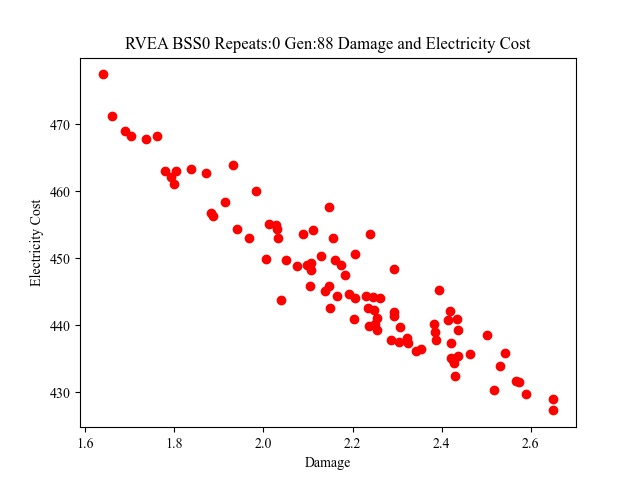 RVEA BSS0 Repeats:0 Gen:88 Damage and Electricity Cost
470
460
450
440
430
Electricity Cost
1.6 1.8 2.0 2.2 2.4 2.6
Damage